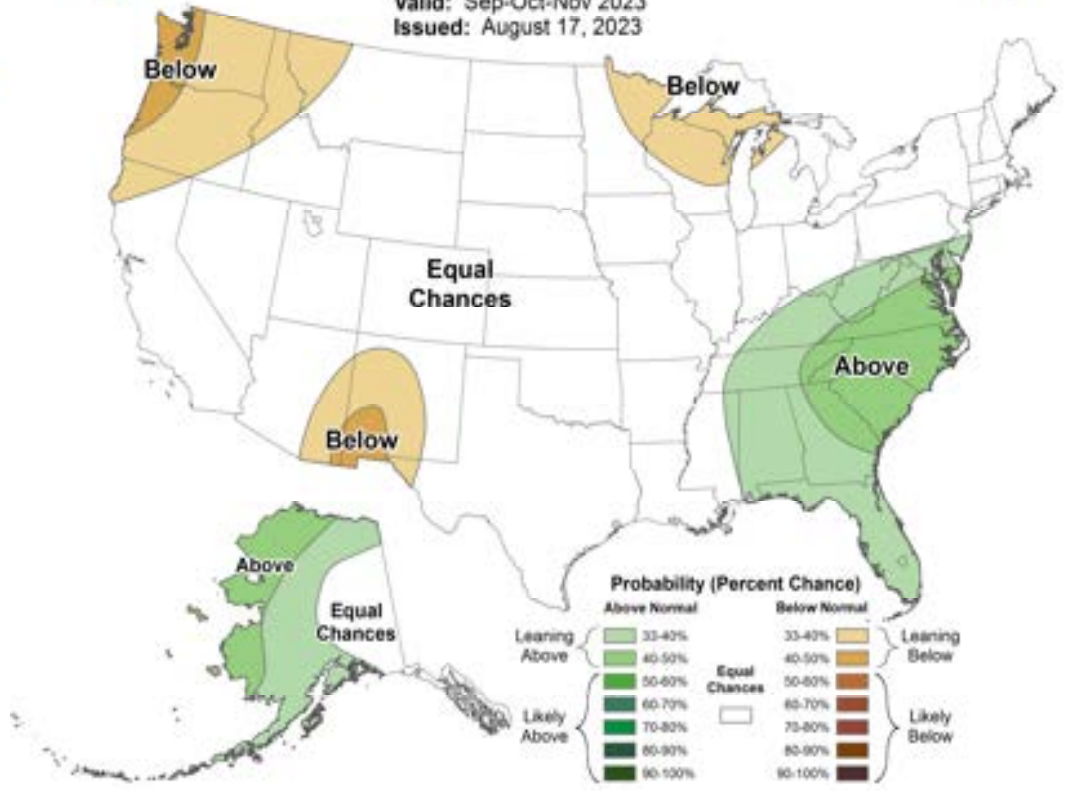 Valid: Sep-Oct-Nov 2023
Issued: August 17, 2023
Below
Below
Equal
Chances
Above
Below
Above
Equal
Chances
Probability (Percent Chance)
Above Normal
Below Normal
Leaning
Above
33-40%
40-50%
50-60%
60-70%
70-80%
80-90%
90-100%
Likely
Above
Equal
Chances
33-40%
40-50%
50-60%
60-70%
70-80%
80-90%
90-100%
Leaning
Below
Likely
Below